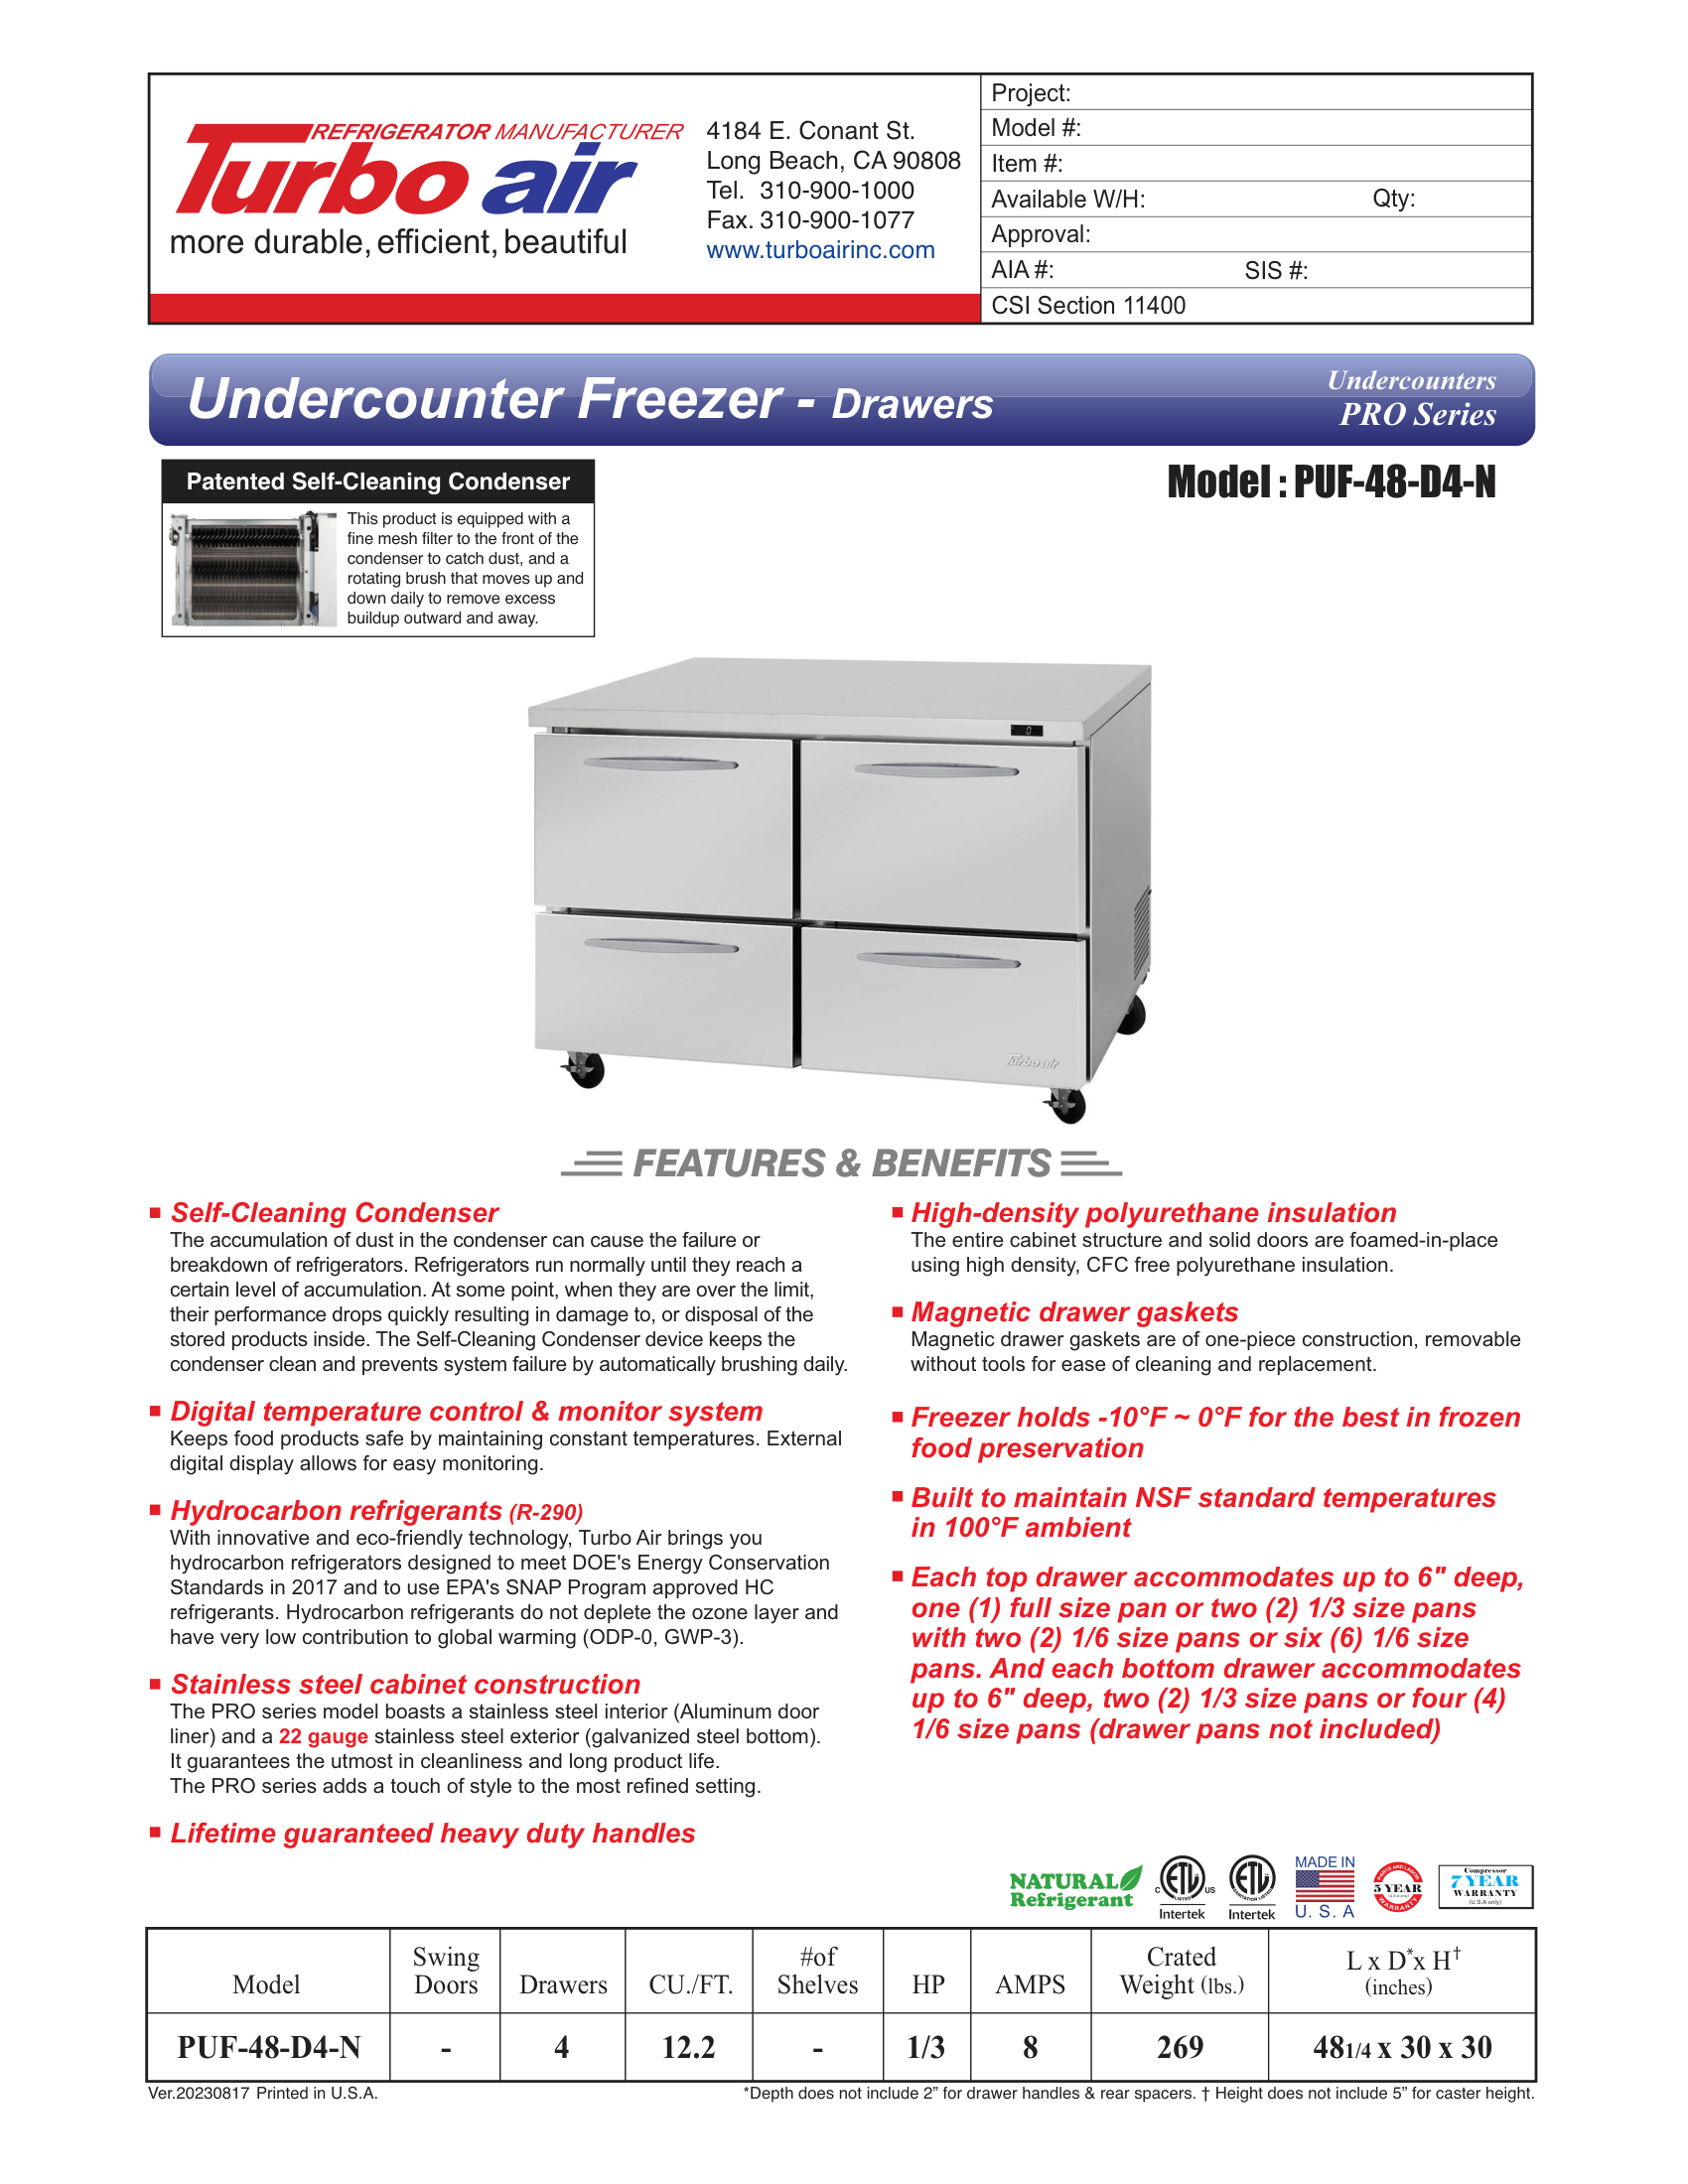 REFRIGERATOR MANUFACTURER
Turbo air
more durable, efficient, beautiful
4184 E. Conant St.
Long Beach, CA 90808
Tel. 310-900-1000
Fax. 310-900-1077
www.turboairinc.com
Project:
Model #:
Item #:
Available W/H: Qty:
Approval:
AIA #: SIS #:
CSI Section 11400
Undercounter Freezer - Drawers
Undercounters
PRO Series
Patented Self-Cleaning Condenser
This product is equipped with a
fine mesh filter to the front of the
condenser to catch dust, and a
rotating brush that moves up and
down daily to remove excess
buildup outward and away.
Model : PUF-48-D4-N
0
Turbo air
FEATURES & BENEFITS
Self-Cleaning Condenser
The accumulation of dust in the condenser can cause the failure or
breakdown of refrigerators. Refrigerators run normally until they reach a
certain level of accumulation. At some point, when they are over the limit,
their performance drops quickly resulting in damage to, or disposal of the
stored products inside. The Self-Cleaning Condenser device keeps the
condenser clean and prevents system failure by automatically brushing daily.
Digital temperature control & monitor system
Keeps food products safe by maintaining constant temperatures. External
digital display allows for easy monitoring.
Hydrocarbon refrigerants (R-290)
With innovative and eco-friendly technology, Turbo Air brings you
hydrocarbon refrigerators designed to meet DOE's Energy Conservation
Standards in 2017 and to use EPA's SNAP Program approved HC
refrigerants. Hydrocarbon refrigerants do not deplete the ozone layer and
have very low contribution to global warming (ODP-0, GWP-3).
Stainless steel cabinet construction
The PRO series model boasts a stainless steel interior (Aluminum door
liner) and a 22 gauge stainless steel exterior (galvanized steel bottom).
It guarantees the utmost in cleanliness and long product life.
The PRO series adds a touch of style to the most refined setting.
Lifetime guaranteed heavy duty handles
High-density polyurethane insulation
The entire cabinet structure and solid doors are foamed-in-place
using high density, CFC free polyurethane insulation.
Magnetic drawer gaskets
Magnetic drawer gaskets are of one-piece construction, removable
without tools for ease of cleaning and replacement.
Freezer holds -10°F ~ 0°F for the best in frozen
food preservation
Built to maintain NSF standard temperatures
in 100°F ambient
Each top drawer accommodates up to 6" deep,
one (1) full size pan or two (2) 1/3 size pans
with two (2) 1/6 size pans or six (6) 1/6 size
pans. And each bottom drawer accommodates
up to 6" deep, two (2) 1/3 size pans or four (4)
1/6 size pans (drawer pans not included)
NATURAL
Refrigerant
C ETL US
LISTED
Intertek
ETL
SANITATION LISTED
Intertek
MADE IN
U. S. A
PARTS AND LABOR
5 YEAR
(U.S.A only)
WARRANTY
Compressor
7 YEAR
WARRANTY
(U.S.A only)
Model Swing Doors Drawers CU./FT. #of Shelves HP AMPS Crated Weight (lbs.) L x D* x H† (inches)
PUF-48-D4-N - 4 12.2 - 1/3 8 269 481/4 x 30 x 30
Ver.20230817 Printed in U.S.A.
*Depth does not include 2” for drawer handles & rear spacers. † Height does not include 5” for caster height.